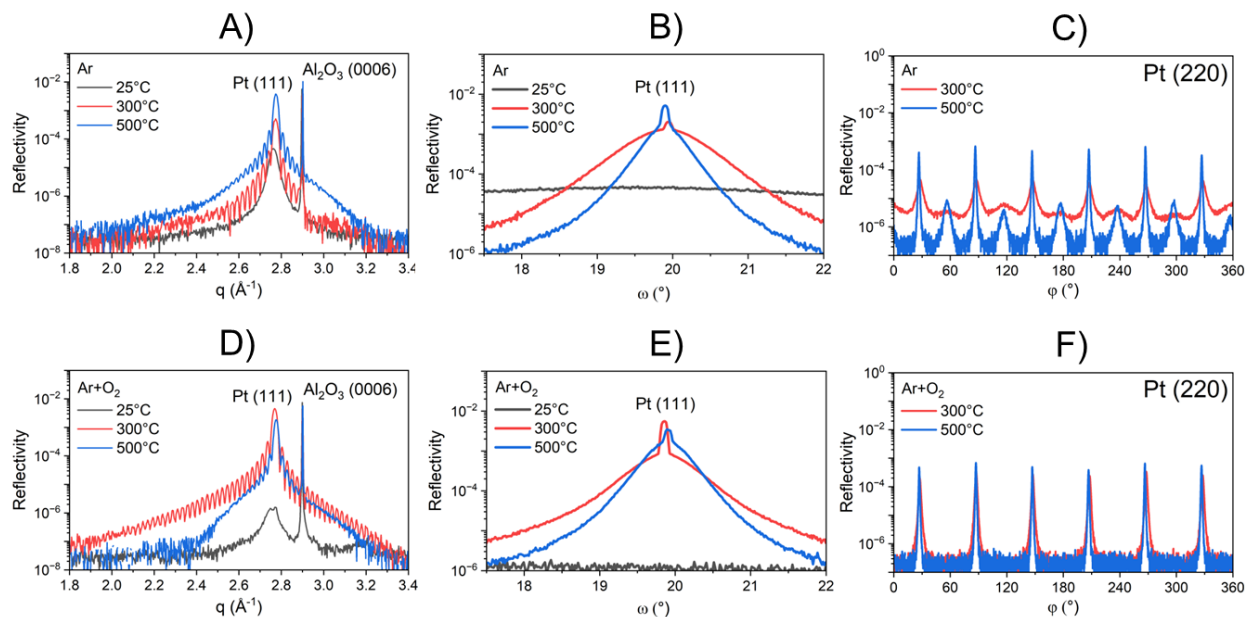 A)
B)
C)
Ar
25°C
300°C
500°C
Pt (111)
Al₂O₃ (0006)
Reflectivity
10⁻²
10⁻⁴
10⁻⁶
10⁻⁸
1.8 2.0 2.2 2.4 2.6 2.8 3.0 3.2 3.4
q (Å⁻¹)
Ar
25°C
300°C
500°C
Pt (111)
Reflectivity
10⁻²
10⁻⁴
10⁻⁶
18 19 20 21 22
ω (°)
Ar
300°C
500°C
Pt (220)
Reflectivity
10⁰
10⁻²
10⁻⁴
10⁻⁶
0 60 120 180 240 300 360
φ (°)
D)
E)
F)
Ar+O₂
25°C
300°C
500°C
Pt (111)
Al₂O₃ (0006)
Reflectivity
10⁻²
10⁻⁴
10⁻⁶
10⁻⁸
1.8 2.0 2.2 2.4 2.6 2.8 3.0 3.2 3.4
q (Å⁻¹)
Ar+O₂
25°C
300°C
500°C
Pt (111)
Reflectivity
10⁻²
10⁻⁴
10⁻⁶
18 19 20 21 22
ω (°)
Ar+O₂
300°C
500°C
Pt (220)
Reflectivity
10⁰
10⁻²
10⁻⁴
10⁻⁶
0 60 120 180 240 300 360
φ (°)